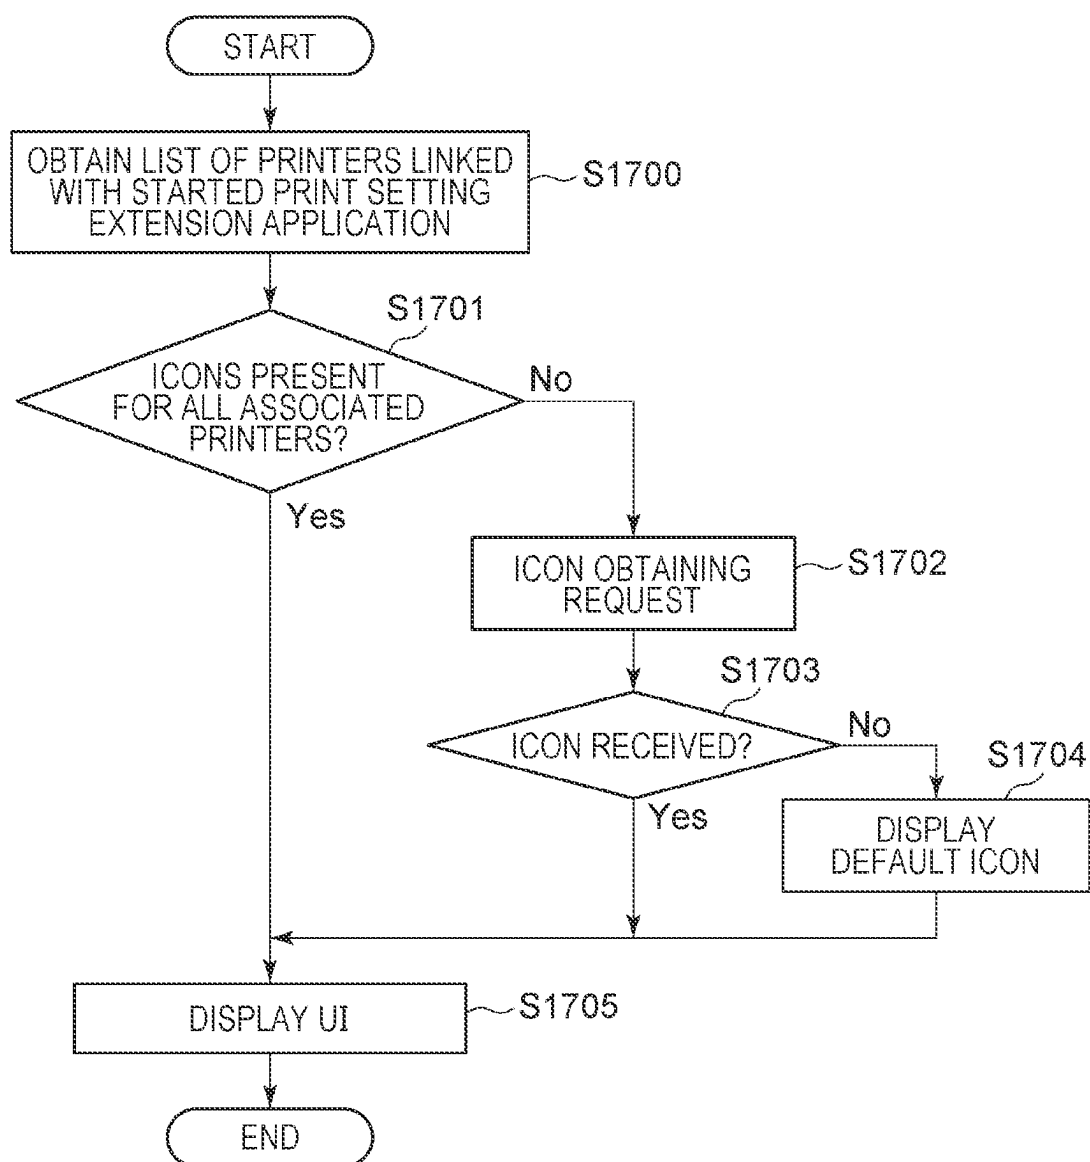 START
OBTAIN LIST OF PRINTERS LINKED
WITH STARTED PRINT SETTING
EXTENSION APPLICATION
S1700
S1701
ICONS PRESENT
FOR ALL ASSOCIATED
PRINTERS?
No
Yes
ICON OBTAINING
REQUEST
S1702
S1703
ICON RECEIVED?
No
Yes
S1704
DISPLAY
DEFAULT ICON
DISPLAY UI
S1705
END